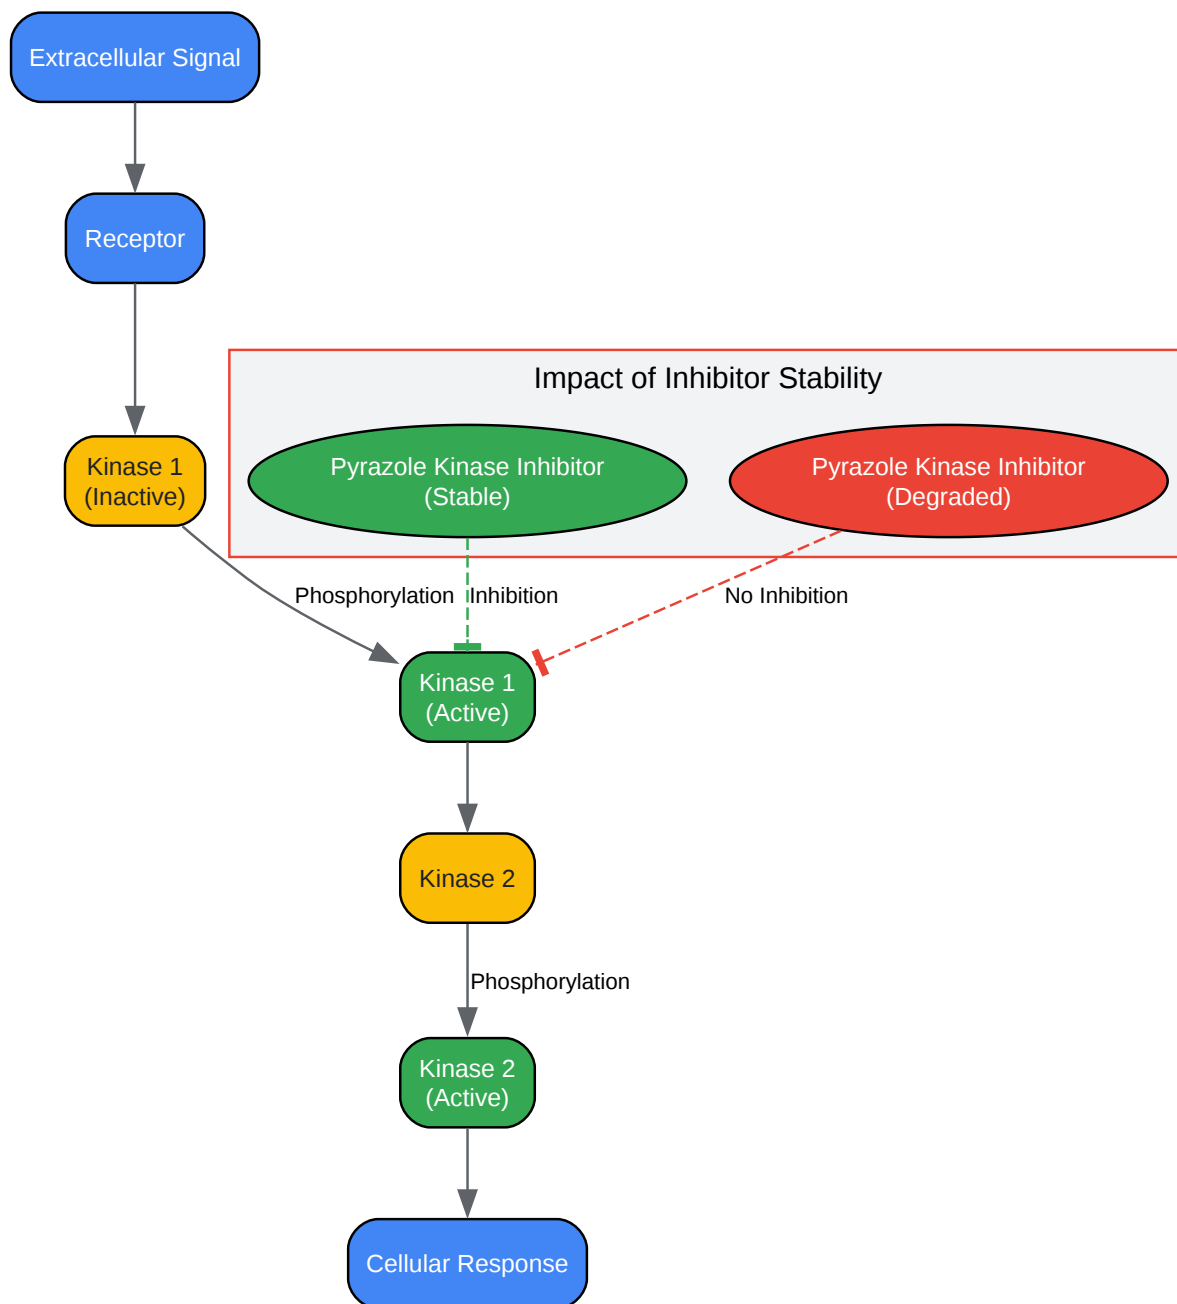 Extracellular Signal
Receptor
Impact of Inhibitor Stability
Kinase 1
(Inactive)
Pyrazole Kinase Inhibitor
(Stable)
Pyrazole Kinase Inhibitor
(Degraded)
Phosphorylation
Inhibition
No Inhibition
Kinase 1
(Active)
Kinase 2
Phosphorylation
Kinase 2
(Active)
Cellular Response